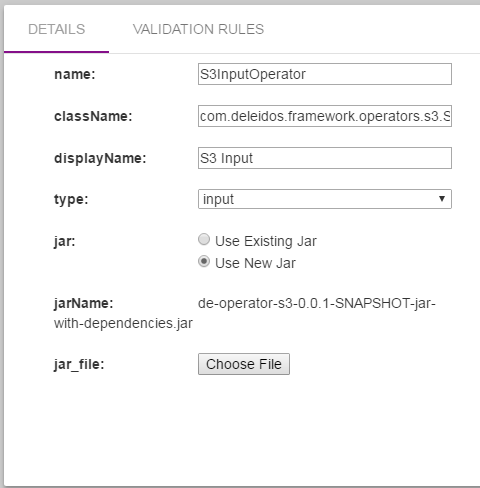 DETAILS VALIDATION RULES
name: S3InputOperator
className: com.deleidos.framework.operators.s3.S
displayName: S3 Input
type: input
jar: Use Existing Jar
Use New Jar
jarName: de-operator-s3-0.0.1-SNAPSHOT-jar-
with-dependencies.jar
jar_file: Choose File